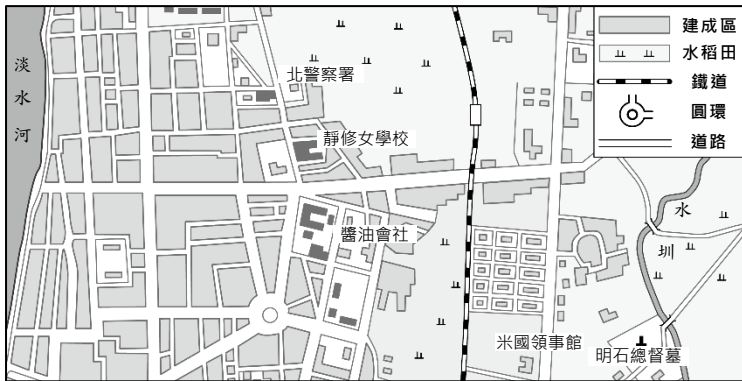 淡水河
北警察署
靜修女學校
醬油會社
水圳
米國領事館
明石總督墓
建成區
水稻田
鐵道
圓環
道路